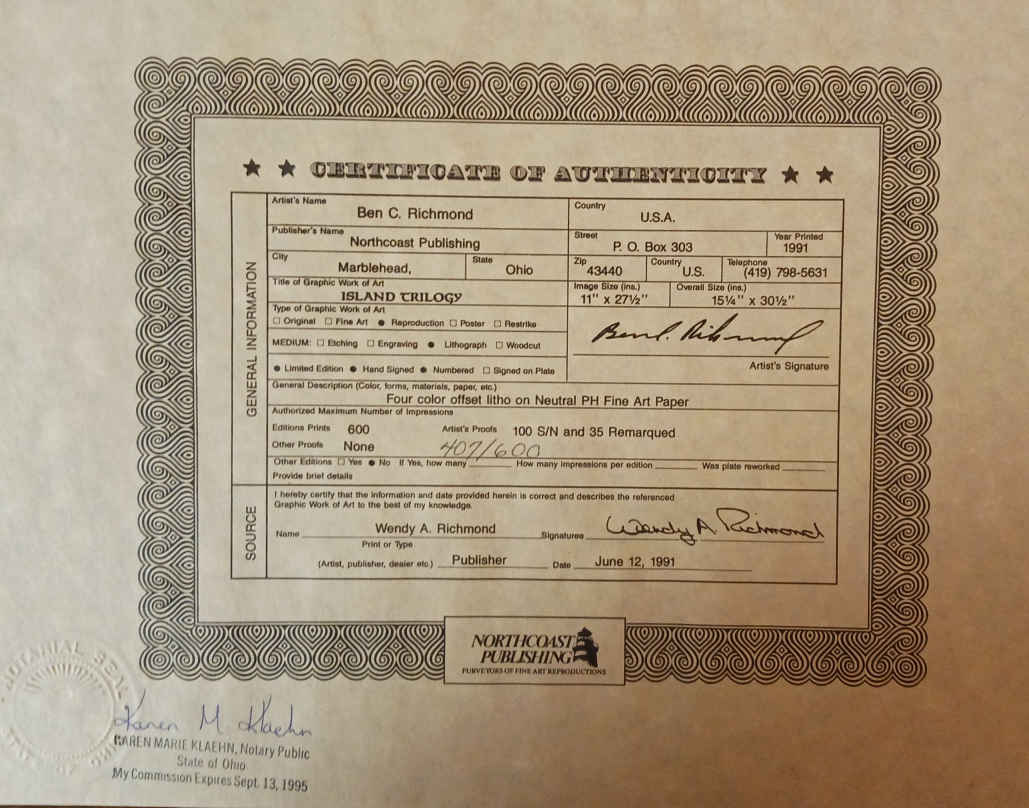 ★ ★ CERTIFICATE OF AUTHENTICITY ★ ★
GENERAL INFORMATION
Artist's Name Ben C. Richmond Country U.S.A.
Publisher's Name Northcoast Publishing Street P. O. Box 303 Year Printed 1991
City Marblehead, State Ohio Zip 43440 Country U.S. Telephone (419) 798-5631
Title of Graphic Work of Art ISLAND TRILOGY Image Size (ins.) 11" x 27½" Overall Size (ins.) 15¼" x 30½"
Type of Graphic Work of Art
☐ Original ☐ Fine Art ● Reproduction ☐ Poster ☐ Restrike
Ben C. Richmond
MEDIUM: ☐ Etching ☐ Engraving ● Lithograph ☐ Woodcut
Artist's Signature
● Limited Edition ● Hand Signed ● Numbered ☐ Signed on Plate
General Description (Color, forms, materials, paper, etc.)
Four color offset litho on Neutral PH Fine Art Paper
Authorized Maximum Number of Impressions
Editions Prints 600 Artist's Proofs 100 S/N and 35 Remarqued
Other Proofs None 407/600
Other Editions ☐ Yes ● No If Yes, how many ______ How many impressions per edition ______ Was plate reworked ______
Provide brief details
SOURCE
I hereby certify that the information and data provided herein is correct and describes the referenced
Graphic Work of Art to the best of my knowledge.
Name Wendy A. Richmond Signatures Wendy A. Richmond
Print or Type
(Artist, publisher, dealer etc.) Publisher Date June 12, 1991
NORTHCOAST
PUBLISHING
PURVEYORS OF FINE ART REPRODUCTIONS
NOTARIAL SEAL
Karen M. Klaehn
KAREN MARIE KLAEHN, Notary Public
State of Ohio
My Commission Expires Sept. 13, 1995